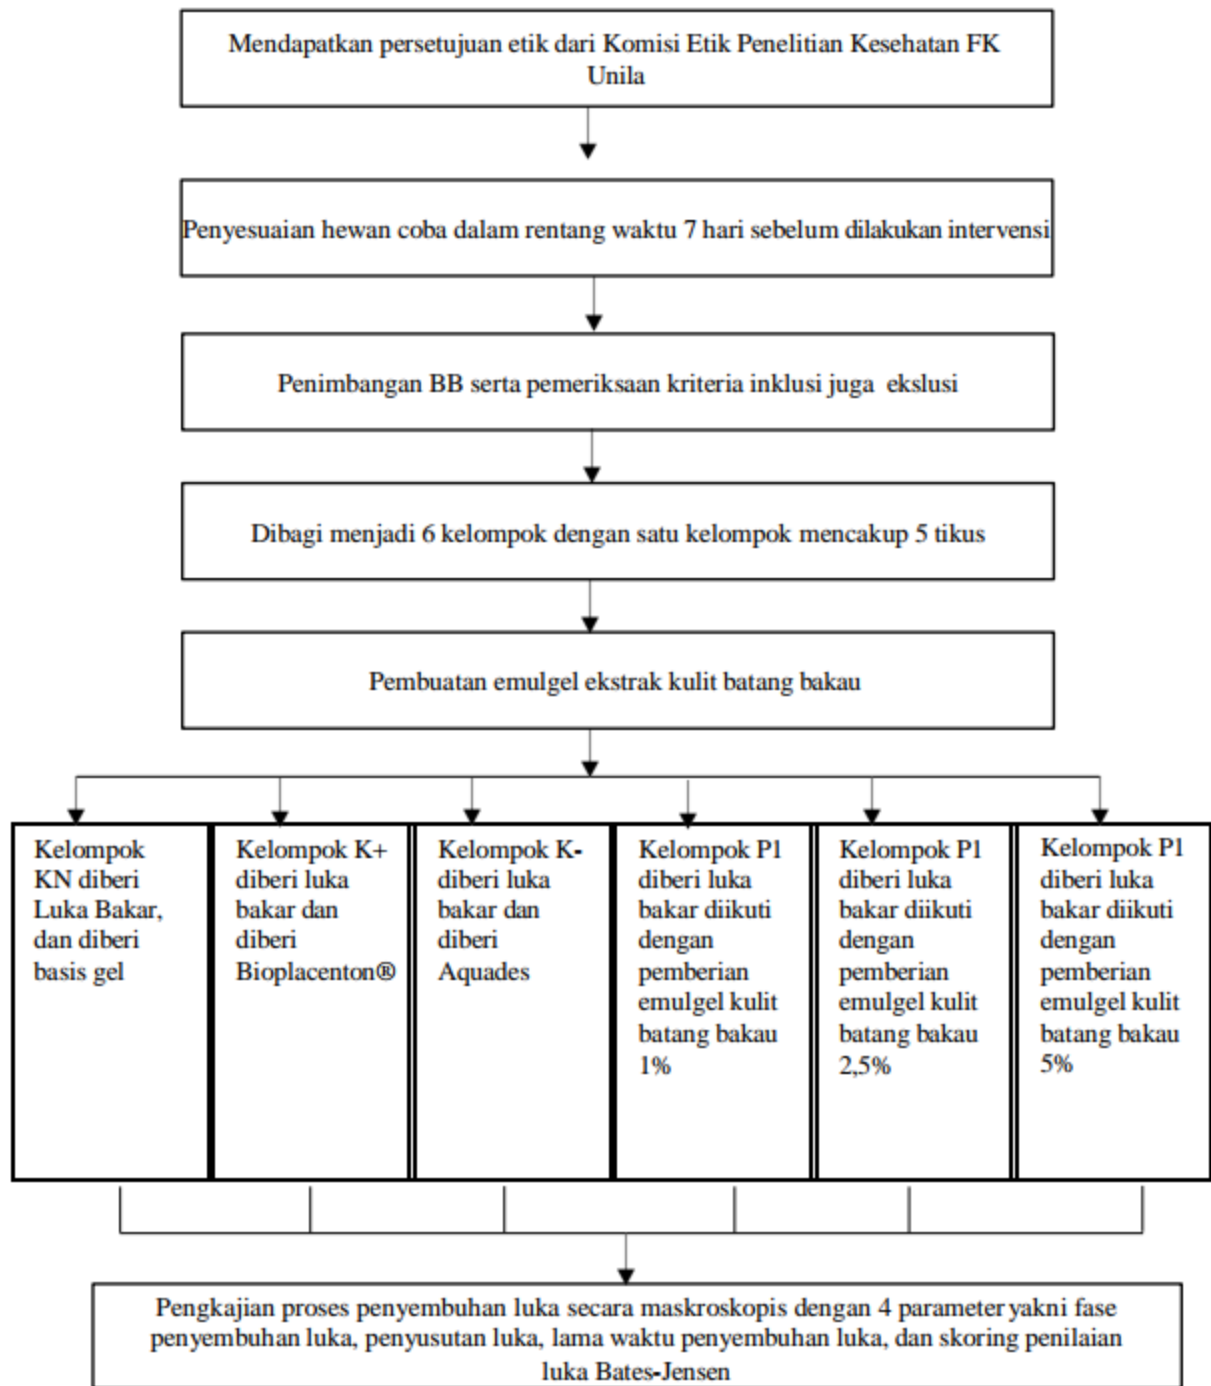 Mendapatkan persetujuan etik dari Komisi Etik Penelitian Kesehatan FK
Unila
Penyesuaian hewan coba dalam rentang waktu 7 hari sebelum dilakukan intervensi
Penimbangan BB serta pemeriksaan kriteria inklusi juga ekslusi
Dibagi menjadi 6 kelompok dengan satu kelompok mencakup 5 tikus
Pembuatan emulgel ekstrak kulit batang bakau
Kelompok
KN diberi
Luka Bakar,
dan diberi
basis gel
Kelompok K+
diberi luka
bakar dan
diberi
Bioplacenton®
Kelompok K-
diberi luka
bakar dan
diberi
Aquades
Kelompok P1
diberi luka
bakar diikuti
dengan
pemberian
emulgel kulit
batang bakau
1%
Kelompok P1
diberi luka
bakar diikuti
dengan
pemberian
emulgel kulit
batang bakau
2,5%
Kelompok P1
diberi luka
bakar diikuti
dengan
pemberian
emulgel kulit
batang bakau
5%
Pengkajian proses penyembuhan luka secara maskroskopis dengan 4 parameter yakni fase
penyembuhan luka, penyusutan luka, lama waktu penyembuhan luka, dan skoring penilaian
luka Bates-Jensen